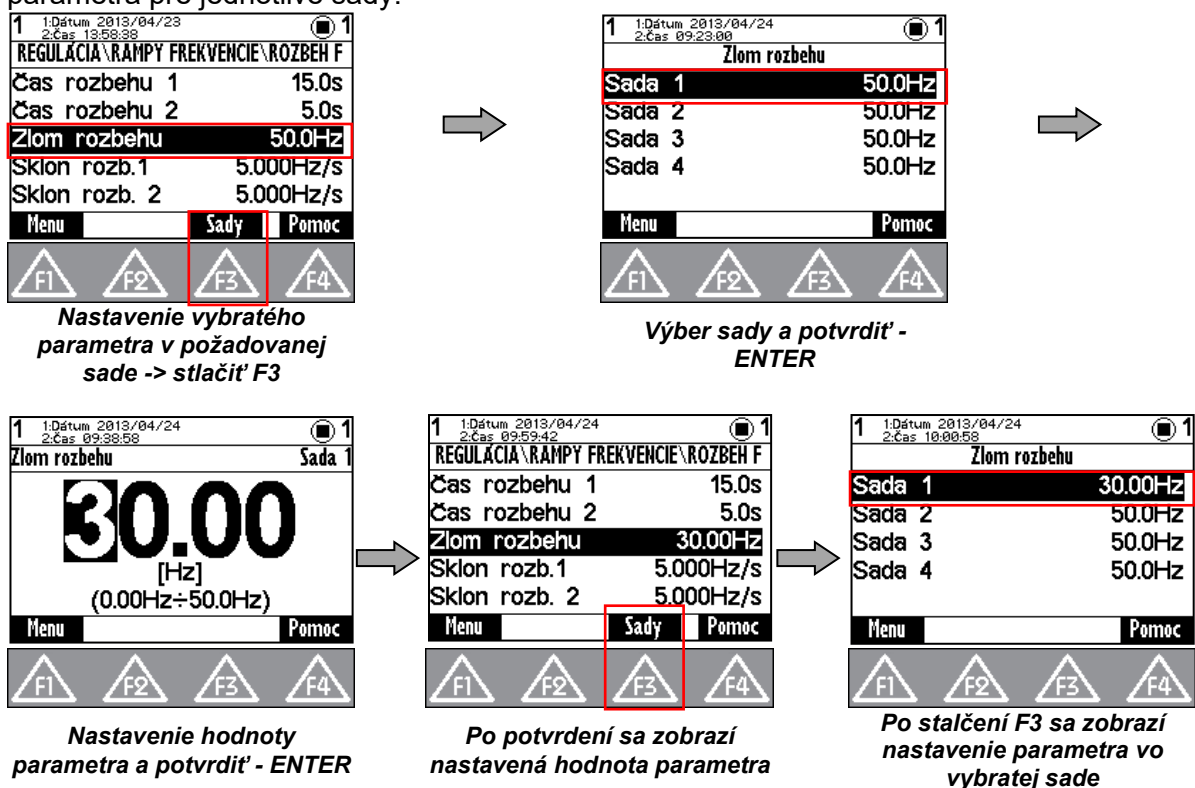 parametra pre jednotlivé sady:
1 1:Dátum 2013/04/23 1
2:Čas 13:58:38
REGULÁCIA\RAMPY FREKVENCIE\ROZBEH F
Čas rozbehu 1 15.0s
Čas rozbehu 2 5.0s
Zlom rozbehu 50.0Hz
Sklon rozb.1 5.000Hz/s
Sklon rozb. 2 5.000Hz/s
Menu Sady Pomoc
F1 F2 F3 F4
Nastavenie vybratého
parametra v požadovanej
sade -> stlačiť F3
1 1:Dátum 2013/04/24 1
2:Čas 09:23:00
Zlom rozbehu
Sada 1 50.0Hz
Sada 2 50.0Hz
Sada 3 50.0Hz
Sada 4 50.0Hz
Menu Pomoc
F1 F2 F3 F4
Výber sady a potvrdiť -
ENTER
1 1:Dátum 2013/04/24 1
2:Čas 09:38:58
Zlom rozbehu Sada 1
30.00
[Hz]
(0.00Hz÷50.0Hz)
Menu Pomoc
F1 F2 F3 F4
Nastavenie hodnoty
parametra a potvrdiť - ENTER
1 1:Dátum 2013/04/24 1
2:Čas 09:59:42
REGULÁCIA\RAMPY FREKVENCIE\ROZBEH F
Čas rozbehu 1 15.0s
Čas rozbehu 2 5.0s
Zlom rozbehu 30.00Hz
Sklon rozb.1 5.000Hz/s
Sklon rozb. 2 5.000Hz/s
Menu Sady Pomoc
F1 F2 F3 F4
Po potvrdení sa zobrazí
nastavená hodnota parametra
1 1:Dátum 2013/04/24 1
2:Čas 10:00:58
Zlom rozbehu
Sada 1 30.00Hz
Sada 2 50.0Hz
Sada 3 50.0Hz
Sada 4 50.0Hz
Menu Pomoc
F1 F2 F3 F4
Po stalčení F3 sa zobrazí
nastavenie parametra vo
vybratej sade